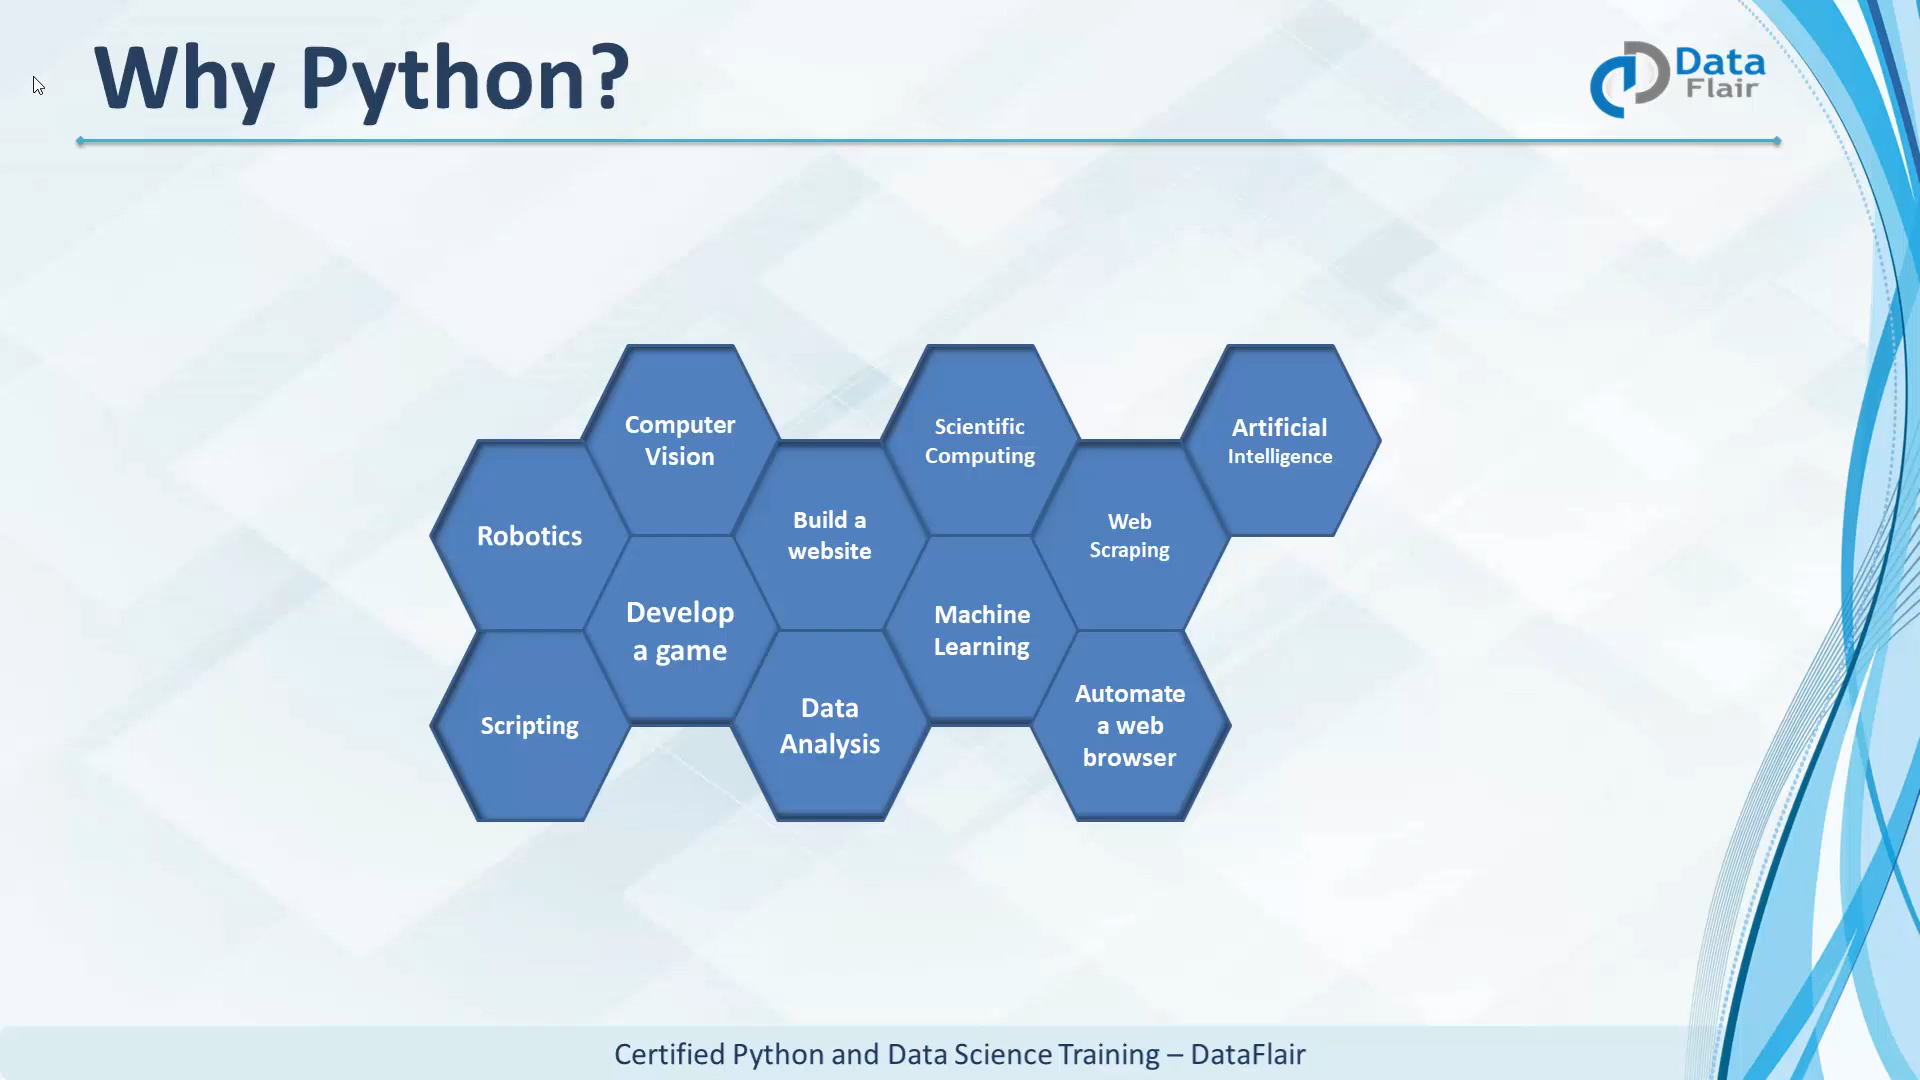 Why Python?
Data
Flair
Computer
Vision
Scientific
Computing
Artificial
Intelligence
Robotics
Build a
website
Web
Scraping
Develop
a game
Machine
Learning
Scripting
Data
Analysis
Automate
a web
browser
Certified Python and Data Science Training – DataFlair